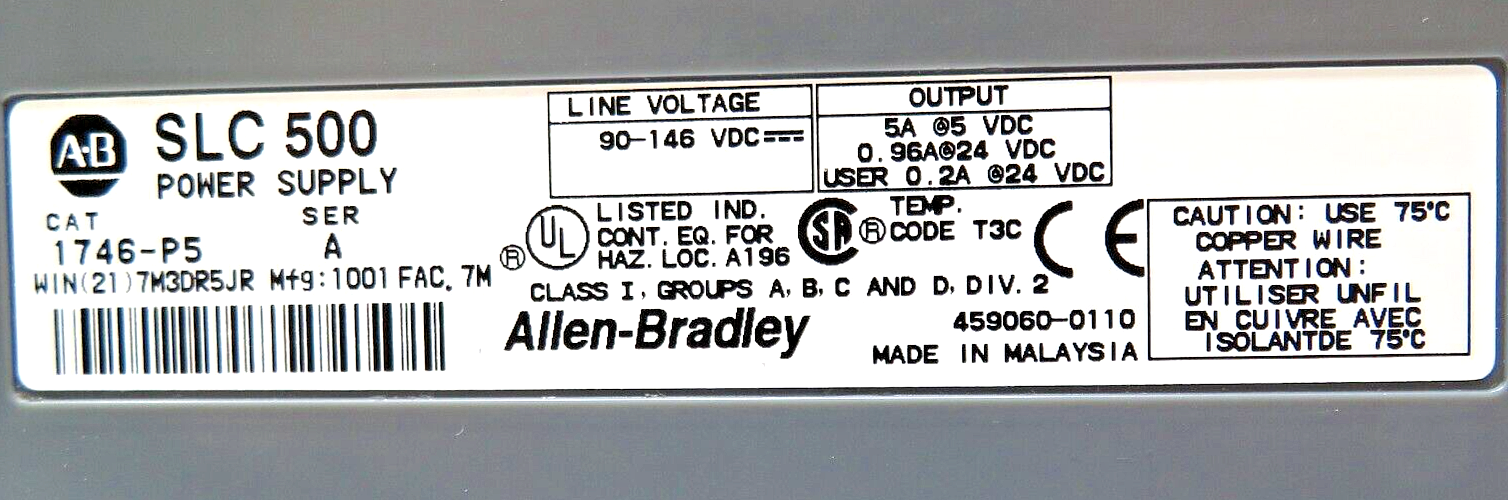 A-B
SLC 500
POWER SUPPLY
CAT
SER
1746-P5
A
WIN(21)7M3DR5JR Mfg:1001 FAC. 7M
LINE VOLTAGE
90-146 VDC
OUTPUT
5A @5 VDC
0.96A@24 VDC
USER 0.2A @24 VDC
® UL
LISTED IND.
CONT. EQ. FOR
HAZ. LOC. A196
SA ®
TEMP.
CODE T3C
CE
CLASS I, GROUPS A, B, C AND D, DIV. 2
Allen-Bradley
459060-0110
MADE IN MALAYSIA
CAUTION: USE 75°C
COPPER WIRE
ATTENTION:
UTILISER UNFIL
EN CUIVRE AVEC
ISOLANTDE 75°C